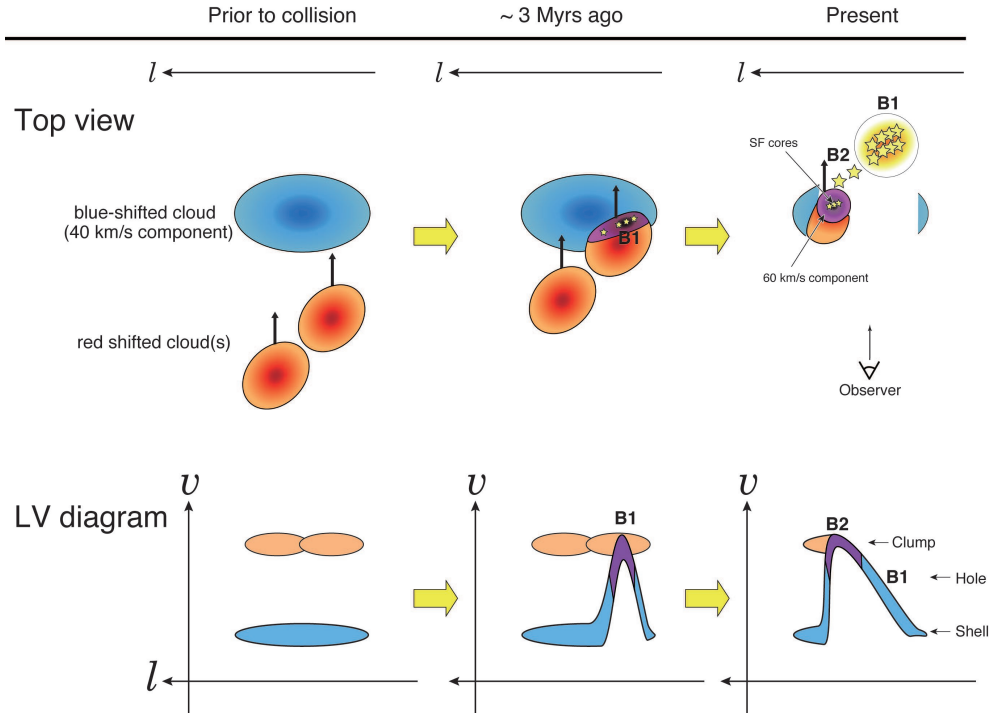 Prior to collision
~ 3 Myrs ago
Present
l
l
l
Top view
B1
SF cores
B2
blue-shifted cloud
(40 km/s component)
B1
60 km/s component
red shifted cloud(s)
Observer
LV diagram
v
v
v
B1
B2
Clump
B1
Hole
Shell
l